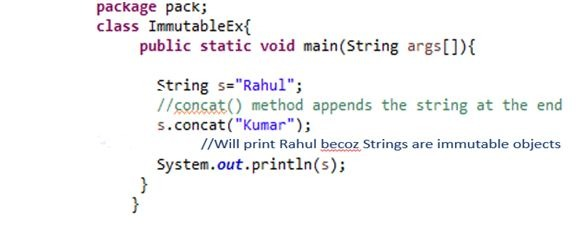 package pack;
class ImmutableEx{
public static void main(String args[]){
String s="Rahul";
//concat() method appends the string at the end
s.concat("Kumar");
//Will print Rahul becoz Strings are immutable objects
System.out.println(s);
}
}